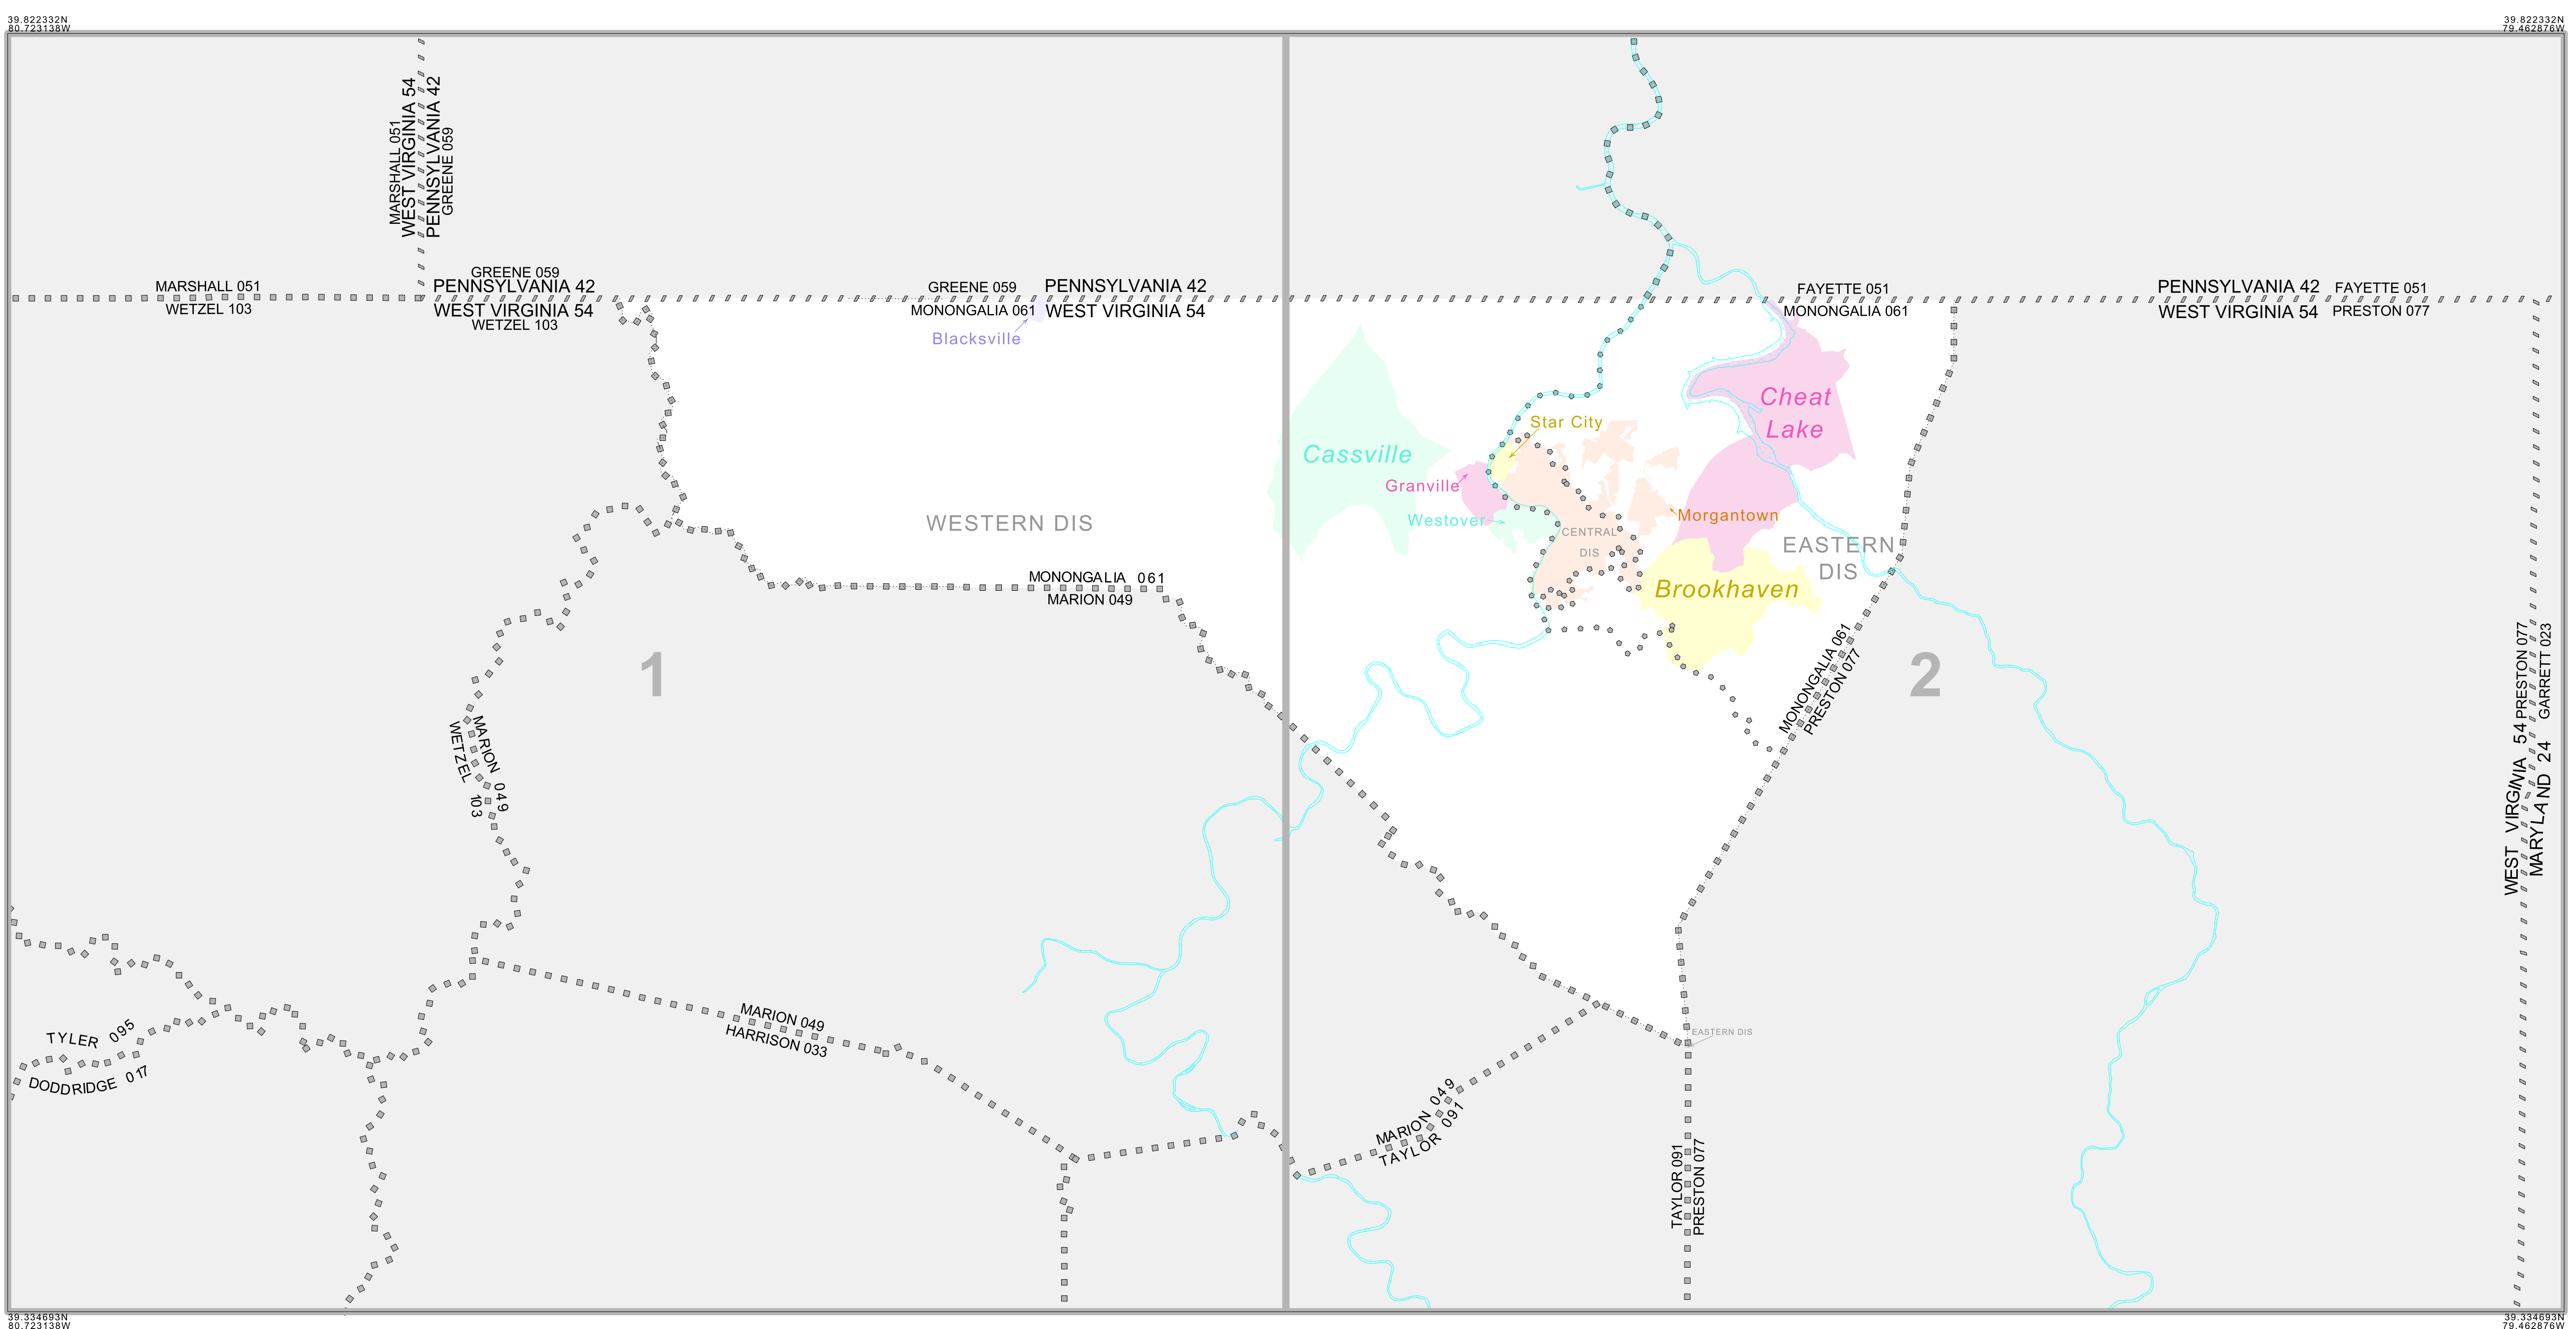 39.822332N
80.723138W
39.822332N
79.462876W
MARSHALL 051
WEST VIRGINIA 54
PENNSYLVANIA 42
GREENE 059
MARSHALL 051
WETZEL 103
GREENE 059
PENNSYLVANIA 42
WEST VIRGINIA 54
WETZEL 103
GREENE 059
PENNSYLVANIA 42
MONONGALIA 061
WEST VIRGINIA 54
Blacksville
FAYETTE 051
MONONGALIA 061
PENNSYLVANIA 42
FAYETTE 051
WEST VIRGINIA 54
PRESTON 077
Cheat
Lake
Star City
Cassville
Granville
Westover
Morgantown
WESTERN DIS
CENTRAL
DIS
EASTERN
DIS
Brookhaven
MONONGALIA 061
MARION 049
1
2
MONONGALIA 061
PRESTON 077
WEST VIRGINIA 54
PRESTON 077
MARYLAND 24
GARRETT 023
MARION 049
WETZEL 103
MARION 049
HARRISON 033
TYLER 095
DODDRIDGE 017
EASTERN DIS
MARION 049
TAYLOR 091
TAYLOR 091
PRESTON 077
39.334693N
80.723138W
39.334693N
79.462876W